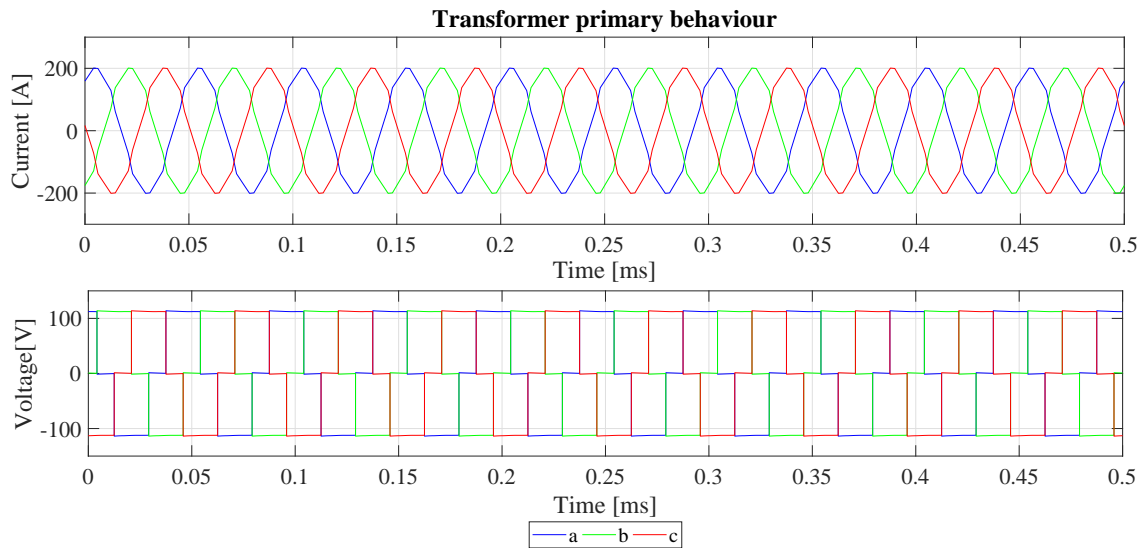 Transformer primary behaviour
Current [A]
200
0
-200
0 0.05 0.1 0.15 0.2 0.25 0.3 0.35 0.4 0.45 0.5
Time [ms]
Voltage[V]
100
0
-100
0 0.05 0.1 0.15 0.2 0.25 0.3 0.35 0.4 0.45 0.5
Time [ms]
a b c